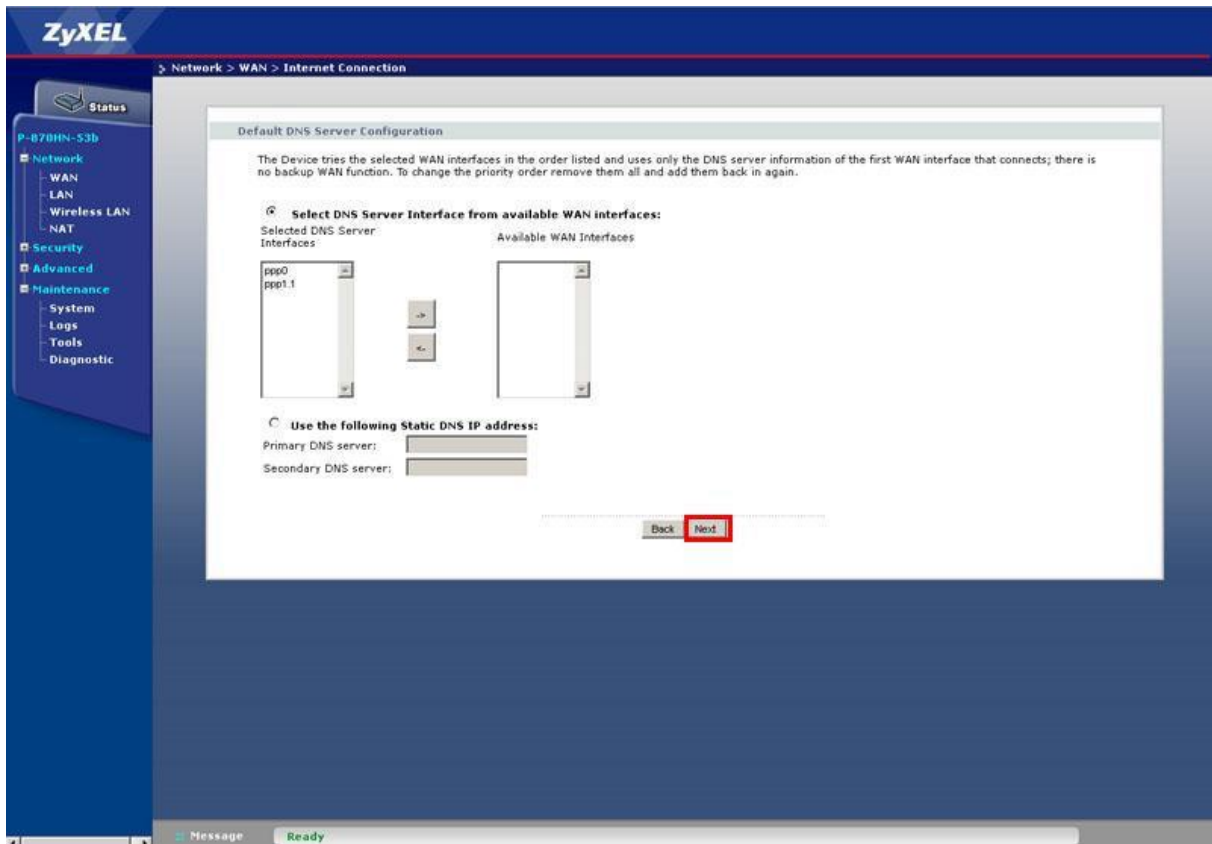 ZyXEL
Network > WAN > Internet Connection
Status
P-870HN-53b
Network
WAN
LAN
Wireless LAN
NAT
Security
Advanced
Maintenance
System
Logs
Tools
Diagnostic
Default DNS Server Configuration
The Device tries the selected WAN interfaces in the order listed and uses only the DNS server information of the first WAN interface that connects; there is
no backup WAN function. To change the priority order remove them all and add them back in again.
Select DNS Server Interface from available WAN interfaces:
Selected DNS Server
Interfaces
Available WAN Interfaces
ppp0
ppp1.1
->
<-
Use the following Static DNS IP address:
Primary DNS server:
Secondary DNS server:
Back Next
Message Ready